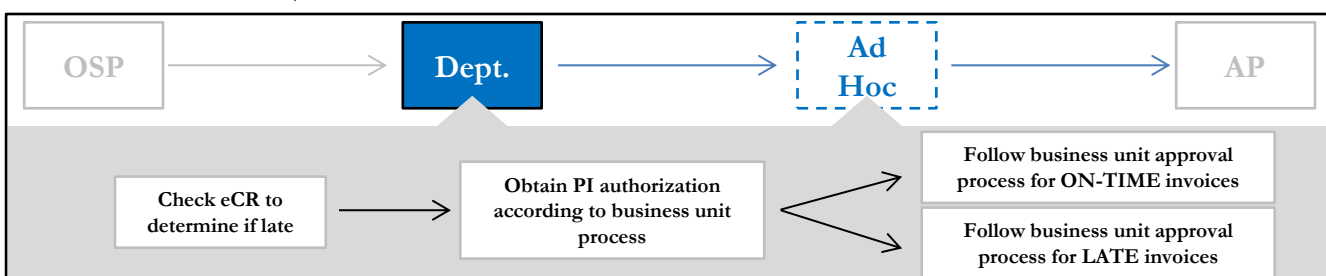 OSP
Dept.
Ad
Hoc
AP
Check eCR to
determine if late
Obtain PI authorization
according to business unit
process
Follow business unit approval
process for ON-TIME invoices
Follow business unit approval
process for LATE invoices